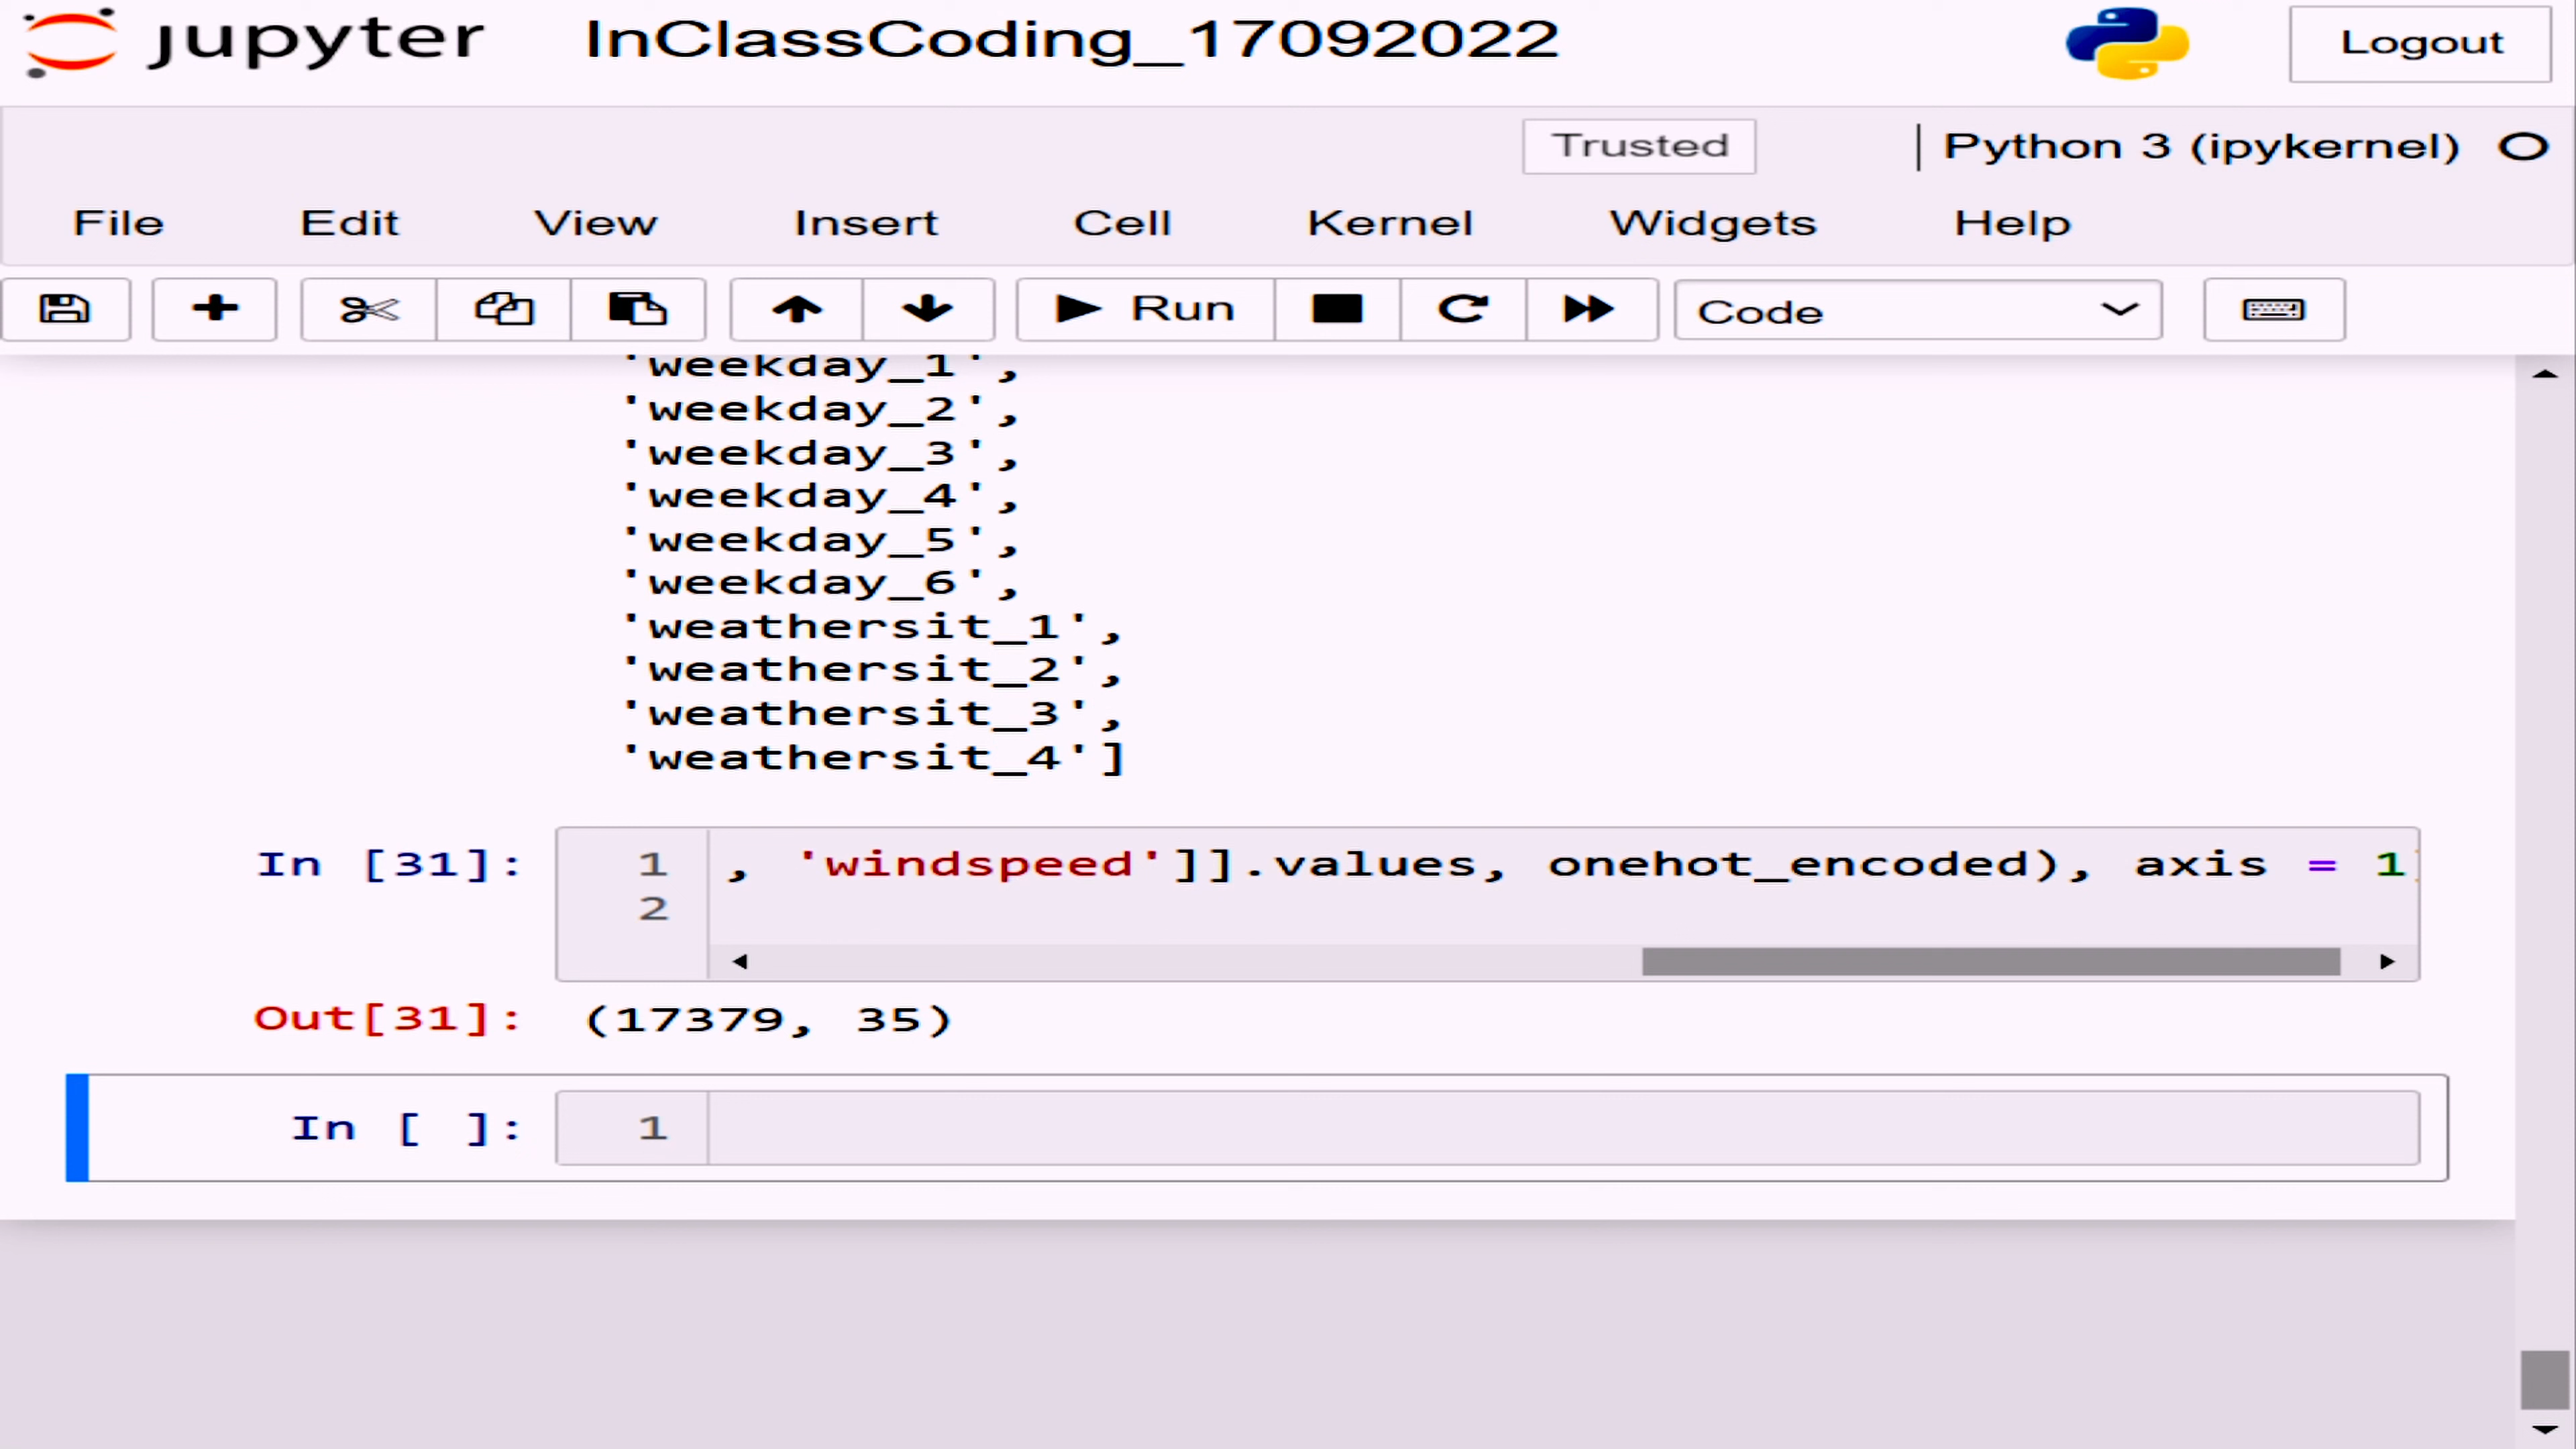 jupyter InClassCoding_17092022 Logout
Trusted Python 3 (ipykernel)
File Edit View Insert Cell Kernel Widgets Help
Run Code
'weekday_1',
'weekday_2',
'weekday_3',
'weekday_4',
'weekday_5',
'weekday_6',
'weathersit_1',
'weathersit_2',
'weathersit_3',
'weathersit_4']
In [31]: 1 , 'windspeed']].values, onehot_encoded), axis = 1
2
Out[31]: (17379, 35)
In [ ]: 1